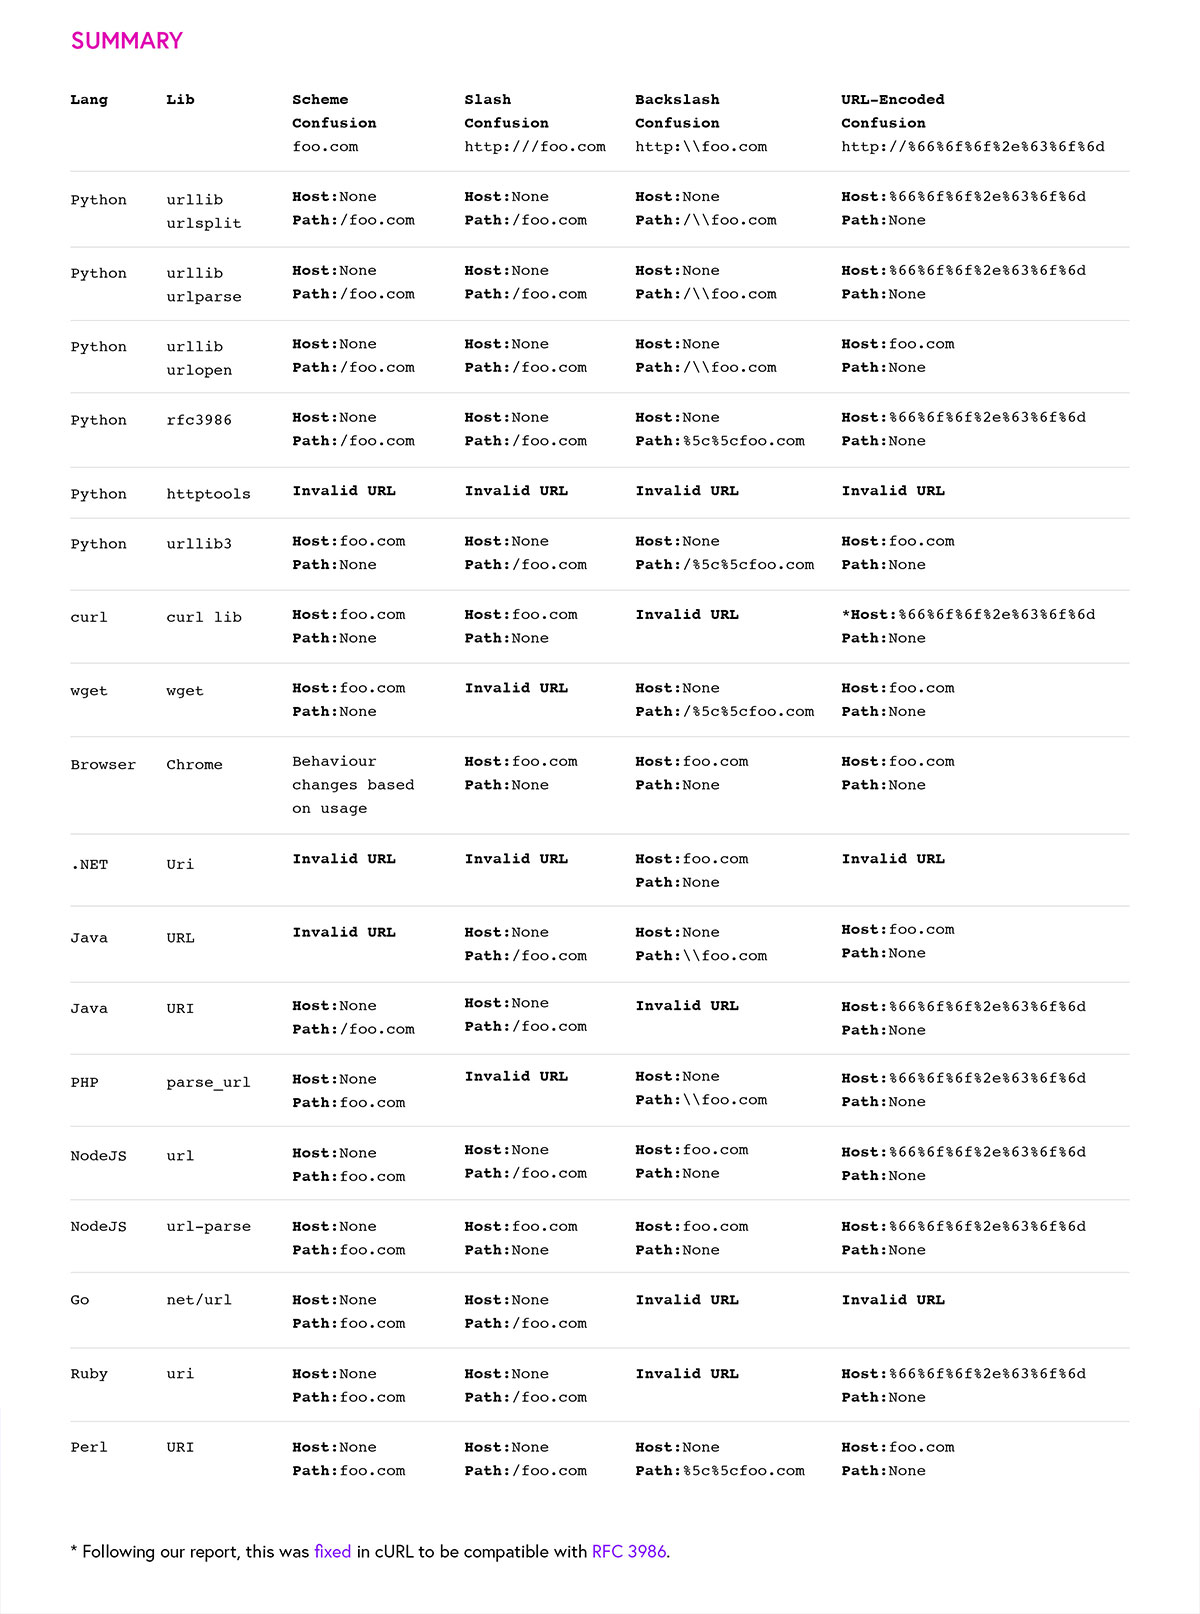 SUMMARY
Lang Lib Scheme Slash Backslash URL-Encoded
Confusion Confusion Confusion Confusion
foo.com http:///foo.com http:\\foo.com http://%66%6f%6f%2e%63%6f%6d
Python urllib Host:None Host:None Host:None Host:%66%6f%6f%2e%63%6f%6d
urlsplit Path:/foo.com Path:/foo.com Path:/\\foo.com Path:None
Python urllib Host:None Host:None Host:None Host:%66%6f%6f%2e%63%6f%6d
urlparse Path:/foo.com Path:/foo.com Path:/\\foo.com Path:None
Python urllib Host:None Host:None Host:None Host:foo.com
urlopen Path:/foo.com Path:/foo.com Path:/\\foo.com Path:None
Python rfc3986 Host:None Host:None Host:None Host:%66%6f%6f%2e%63%6f%6d
Path:/foo.com Path:/foo.com Path:%5c%5cfoo.com Path:None
Python httptools Invalid URL Invalid URL Invalid URL Invalid URL
Python urllib3 Host:foo.com Host:None Host:None Host:foo.com
Path:None Path:/foo.com Path:/%5c%5cfoo.com Path:None
curl curl lib Host:foo.com Host:foo.com Invalid URL *Host:%66%6f%6f%2e%63%6f%6d
Path:None Path:None Path:None
wget wget Host:foo.com Invalid URL Host:None Host:foo.com
Path:None Path:/%5c%5cfoo.com Path:None
Browser Chrome Behaviour Host:foo.com Host:foo.com Host:foo.com
changes based Path:None Path:None Path:None
on usage
.NET Uri Invalid URL Invalid URL Host:foo.com Invalid URL
Path:None
Java URL Invalid URL Host:None Host:None Host:foo.com
Path:/foo.com Path:\\foo.com Path:None
Java URI Host:None Host:None Invalid URL Host:%66%6f%6f%2e%63%6f%6d
Path:/foo.com Path:/foo.com Path:None
PHP parse_url Host:None Invalid URL Host:None Host:%66%6f%6f%2e%63%6f%6d
Path:foo.com Path:\\foo.com Path:None
NodeJS url Host:None Host:None Host:foo.com Host:%66%6f%6f%2e%63%6f%6d
Path:foo.com Path:/foo.com Path:None Path:None
NodeJS url-parse Host:None Host:foo.com Host:foo.com Host:%66%6f%6f%2e%63%6f%6d
Path:foo.com Path:None Path:None Path:None
Go net/url Host:None Host:None Invalid URL Invalid URL
Path:foo.com Path:/foo.com
Ruby uri Host:None Host:None Invalid URL Host:%66%6f%6f%2e%63%6f%6d
Path:foo.com Path:/foo.com Path:None
Perl URI Host:None Host:None Host:None Host:foo.com
Path:foo.com Path:/foo.com Path:%5c%5cfoo.com Path:None
* Following our report, this was fixed in cURL to be compatible with RFC 3986.